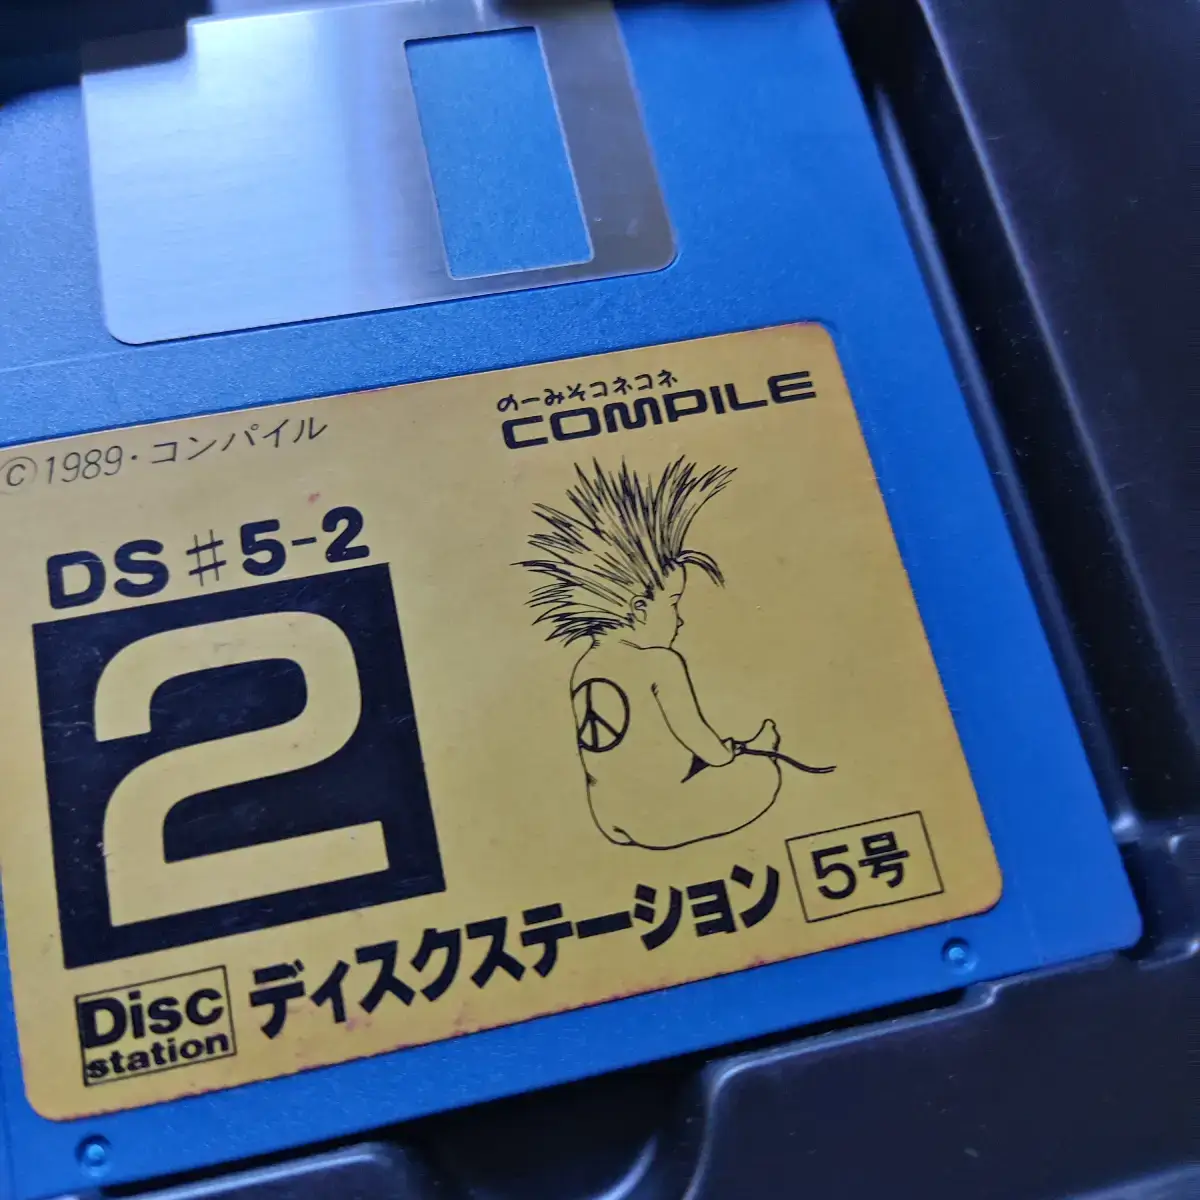 のーみそコネコネ
COMPILE
©1989・コンパイル
DS#5-2
2
ディスクステーション 5号
Disc
station